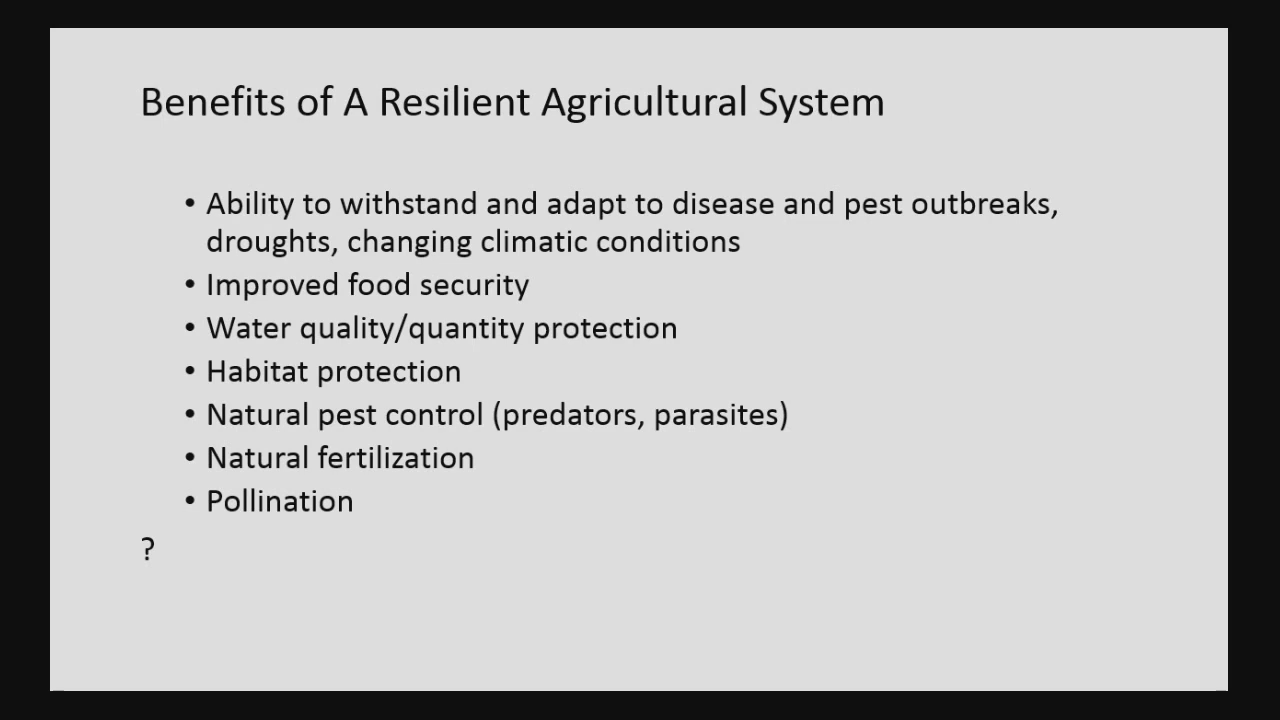 Benefits of A Resilient Agricultural System
• Ability to withstand and adapt to disease and pest outbreaks,
droughts, changing climatic conditions
• Improved food security
• Water quality/quantity protection
• Habitat protection
• Natural pest control (predators, parasites)
• Natural fertilization
• Pollination
?